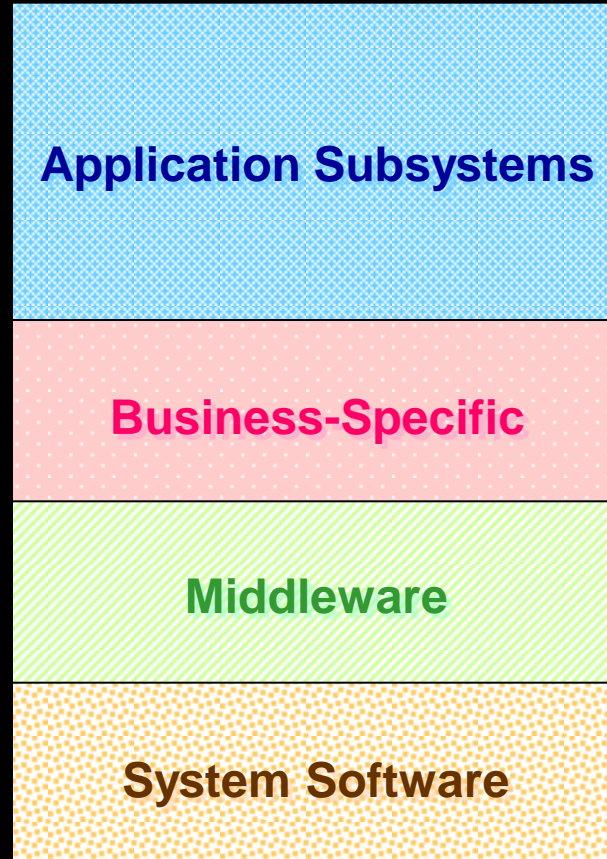 Application Subsystems
Business-Specific
Middleware
System Software